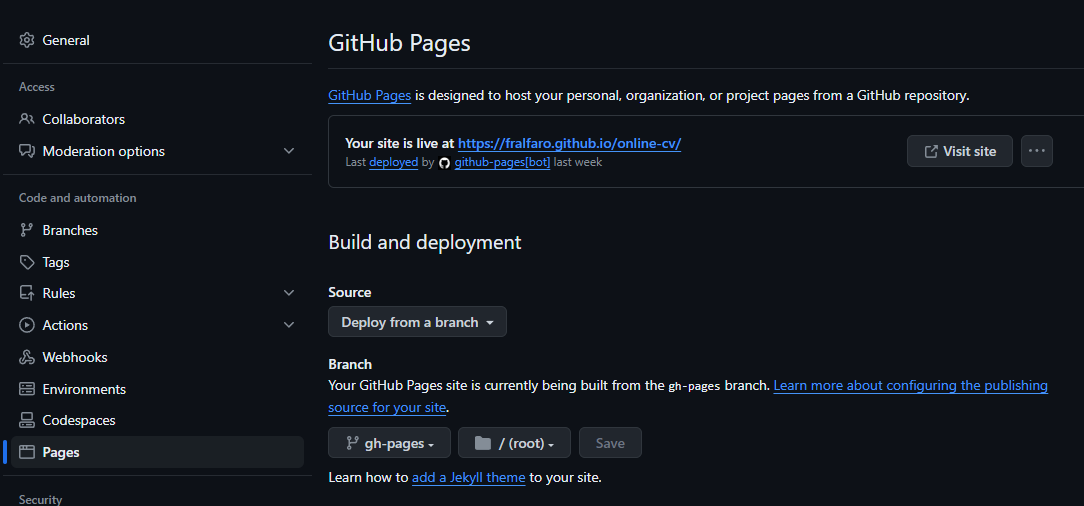 General
Access
Collaborators
Moderation options
Code and automation
Branches
Tags
Rules
Actions
Webhooks
Environments
Codespaces
Pages
Security
GitHub Pages
GitHub Pages is designed to host your personal, organization, or project pages from a GitHub repository.
Your site is live at https://fralfaro.github.io/online-cv/
Last deployed by github-pages[bot] last week
Visit site
Build and deployment
Source
Deploy from a branch
Branch
Your GitHub Pages site is currently being built from the gh-pages branch. Learn more about configuring the publishing
source for your site.
gh-pages / (root) Save
Learn how to add a Jekyll theme to your site.